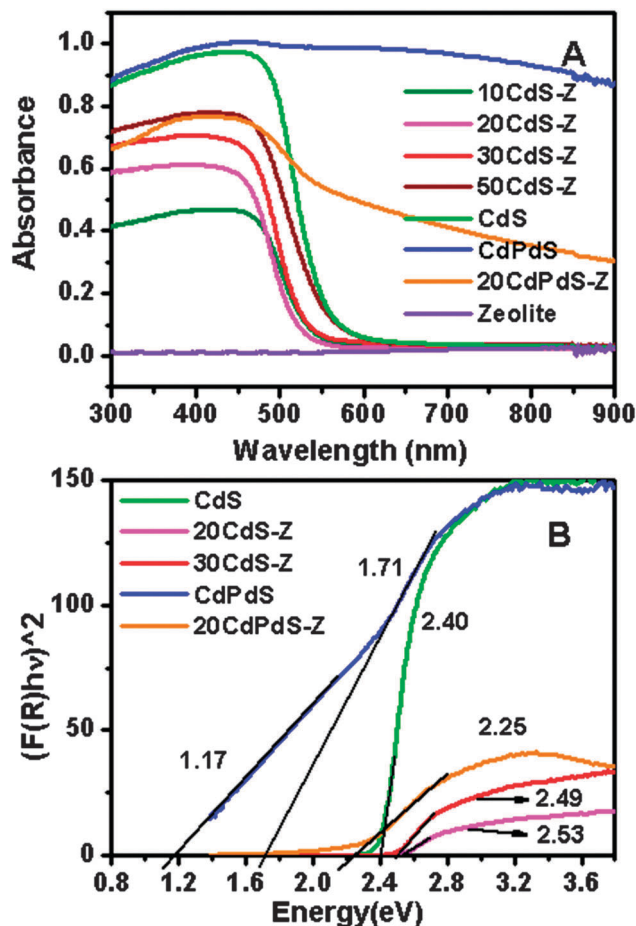 A
1.0
0.8
0.6
0.4
0.2
0.0
Absorbance
10CdS-Z
20CdS-Z
30CdS-Z
50CdS-Z
CdS
CdPdS
20CdPdS-Z
Zeolite
300 400 500 600 700 800 900
Wavelength (nm)
B
150
100
50
0
(F(R)hν)^2
CdS
20CdS-Z
30CdS-Z
CdPdS
20CdPdS-Z
1.71
2.40
1.17
2.25
2.49
2.53
0.8 1.2 1.6 2.0 2.4 2.8 3.2 3.6
Energy(eV)